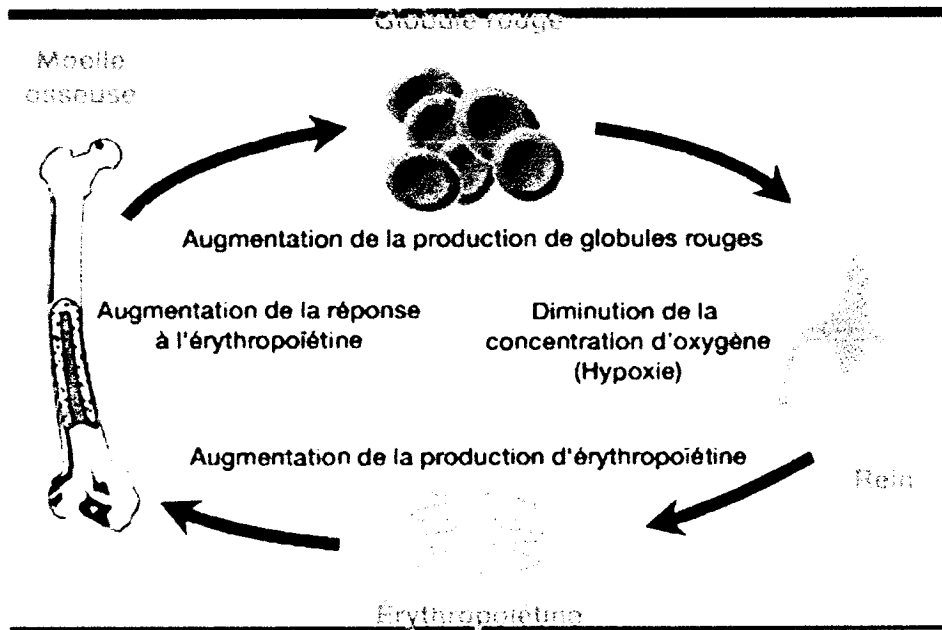 Globule rouge
Moelle
osseuse
Augmentation de la production de globules rouges
Augmentation de la réponse
à l'érythropoïétine
Diminution de la
concentration d'oxygène
(Hypoxie)
Augmentation de la production d'érythropoïétine
Rein
Érythropoïétine